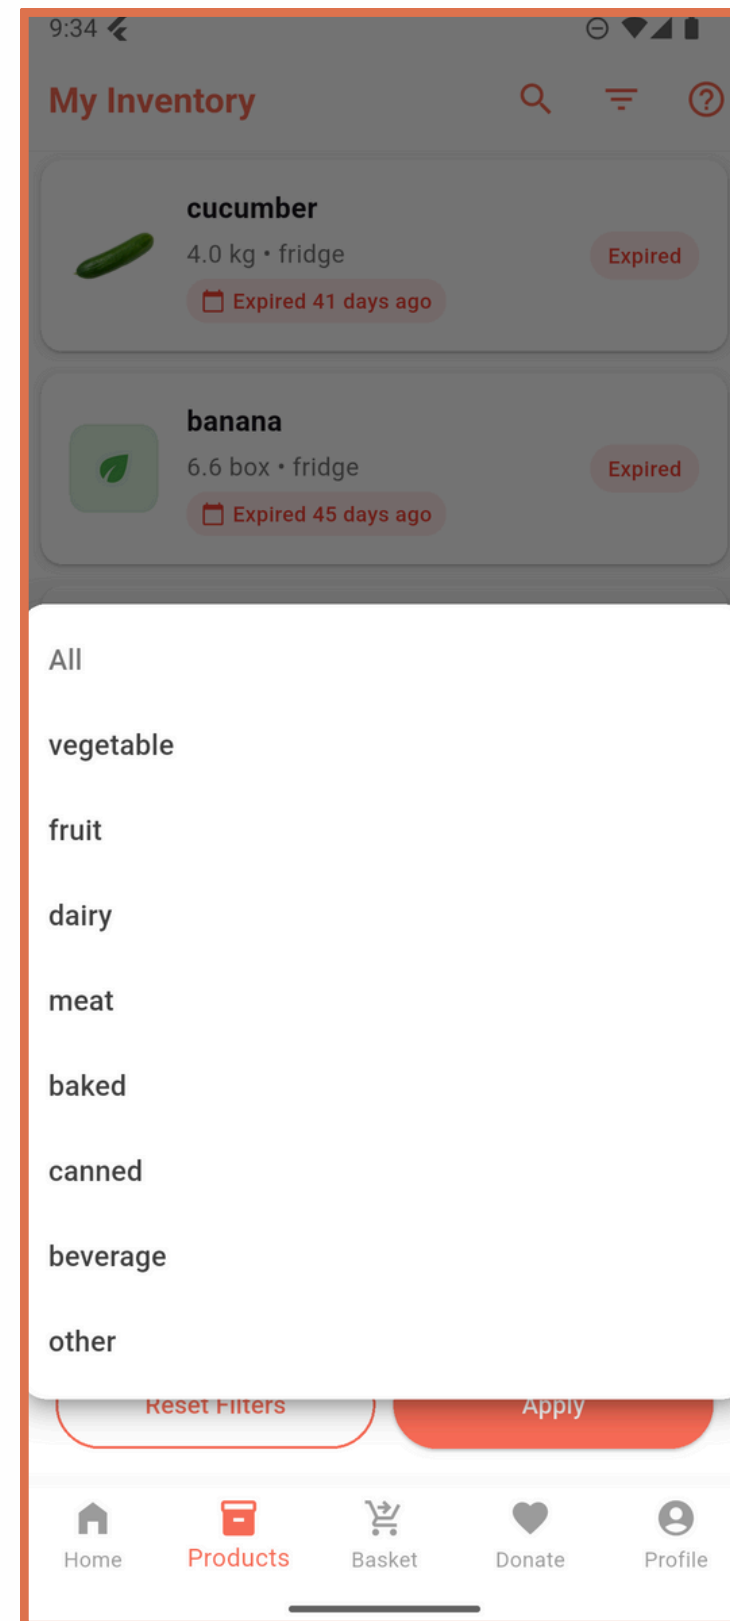 9:34
My Inventory
cucumber
4.0 kg • fridge
Expired
Expired 41 days ago
banana
6.6 box • fridge
Expired
Expired 45 days ago
All
vegetable
fruit
dairy
meat
baked
canned
beverage
other
Reset Filters
Apply
Home
Products
Basket
Donate
Profile